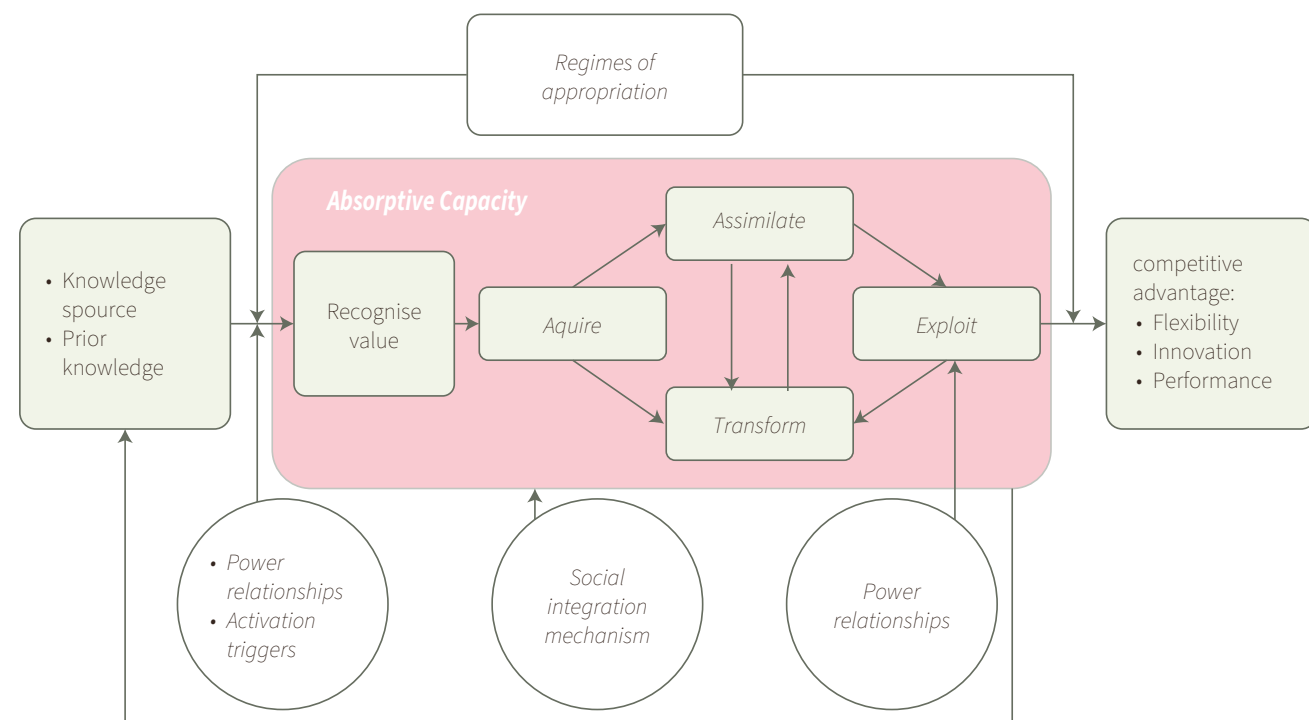 Regimes of
appropriation
Absorptive Capacity
• Knowledge
spource
• Prior
knowledge
Recognise
value
Aquire
Assimilate
Transform
Exploit
competitive
advantage:
• Flexibility
• Innovation
• Performance
• Power
relationships
• Activation
triggers
Social
integration
mechanism
Power
relationships